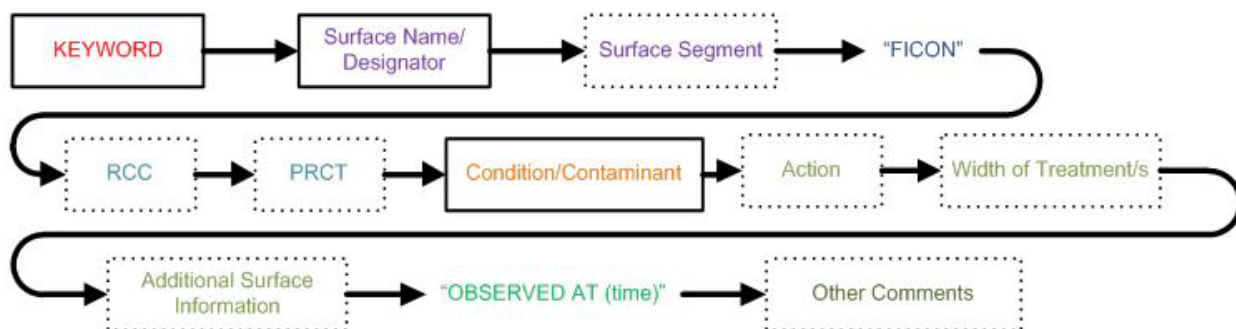 KEYWORD
Surface Name/
Designator
Surface Segment
“FICON”
RCC
PRCT
Condition/Contaminant
Action
Width of Treatment/s
Additional Surface
Information
“OBSERVED AT (time)”
Other Comments